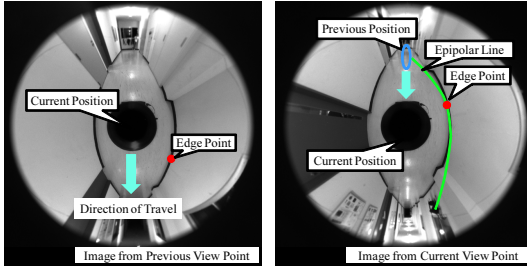 Current Position
Edge Point
Direction of Travel
Image from Previous View Point
Previous Position
Epipolar Line
Edge Point
Current Position
Image from Current View Point